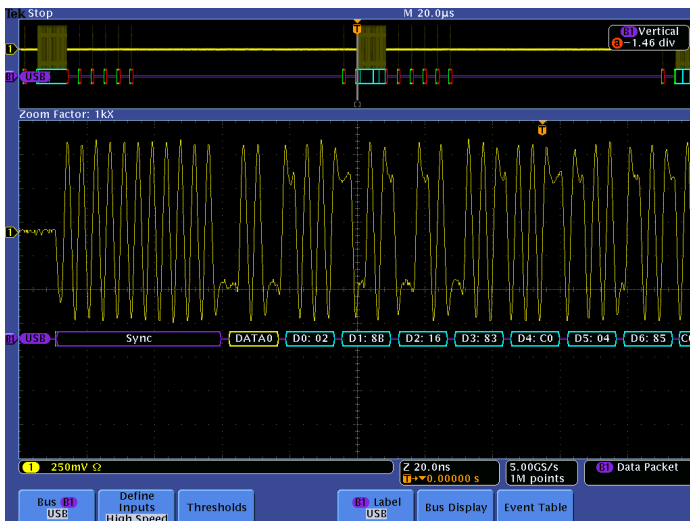 Tek Stop M 20.0µs
T
B1 Vertical
a -1.46 div
1
B1 USB
Zoom Factor: 1kX
T
1
B1 USB Sync DATA0 D0: 02 D1: 8B D2: 16 D3: 83 D4: C0 D5: 04 D6: 85
1 250mV Ω
Z 20.0ns
T→▼0.00000 s
5.00GS/s
1M points
B1 Data Packet
Bus B1
USB
Define
Inputs
High Speed
Thresholds
B1 Label
USB
Bus Display
Event Table